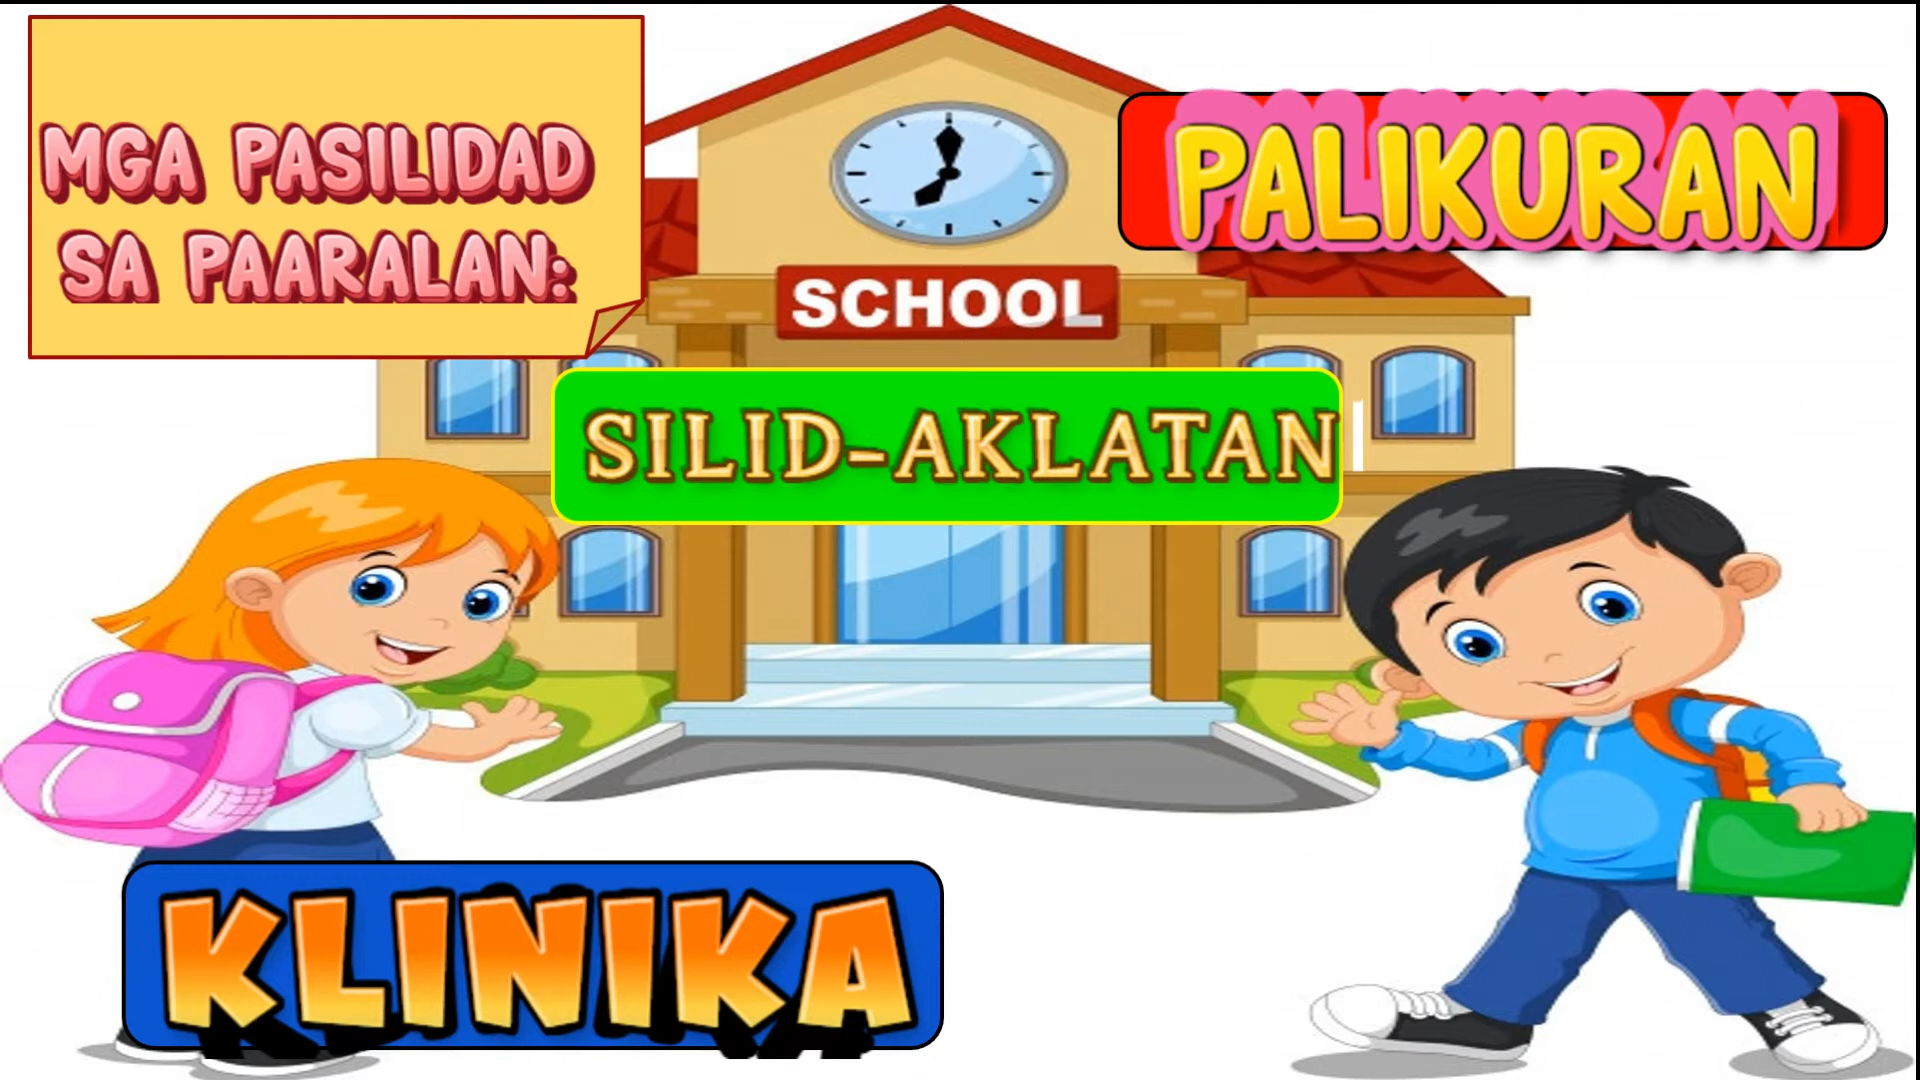 MGA PASILIDAD
SA PAARALAN:
PALIKURAN
SCHOOL
SILID-AKLATAN
KLINIKA